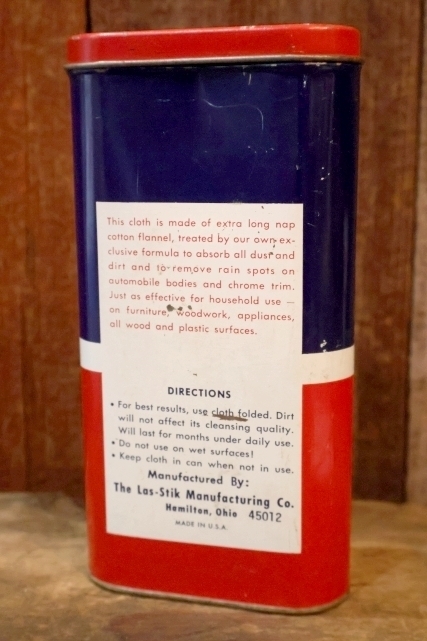 This cloth is made of extra long nap
cotton flannel, treated by our own ex-
clusive formula to absorb all dust and
dirt and to remove rain spots on
automobile bodies and chrome trim.
Just as effective for household use —
on furniture, woodwork, appliances,
all wood and plastic surfaces.
DIRECTIONS
• For best results, use cloth folded. Dirt
will not affect its cleansing quality.
Will last for months under daily use.
• Do not use on wet surfaces!
• Keep cloth in can when not in use.
Manufactured By:
The Las-Stik Manufacturing Co.
Hamilton, Ohio 45012
MADE IN U.S.A.